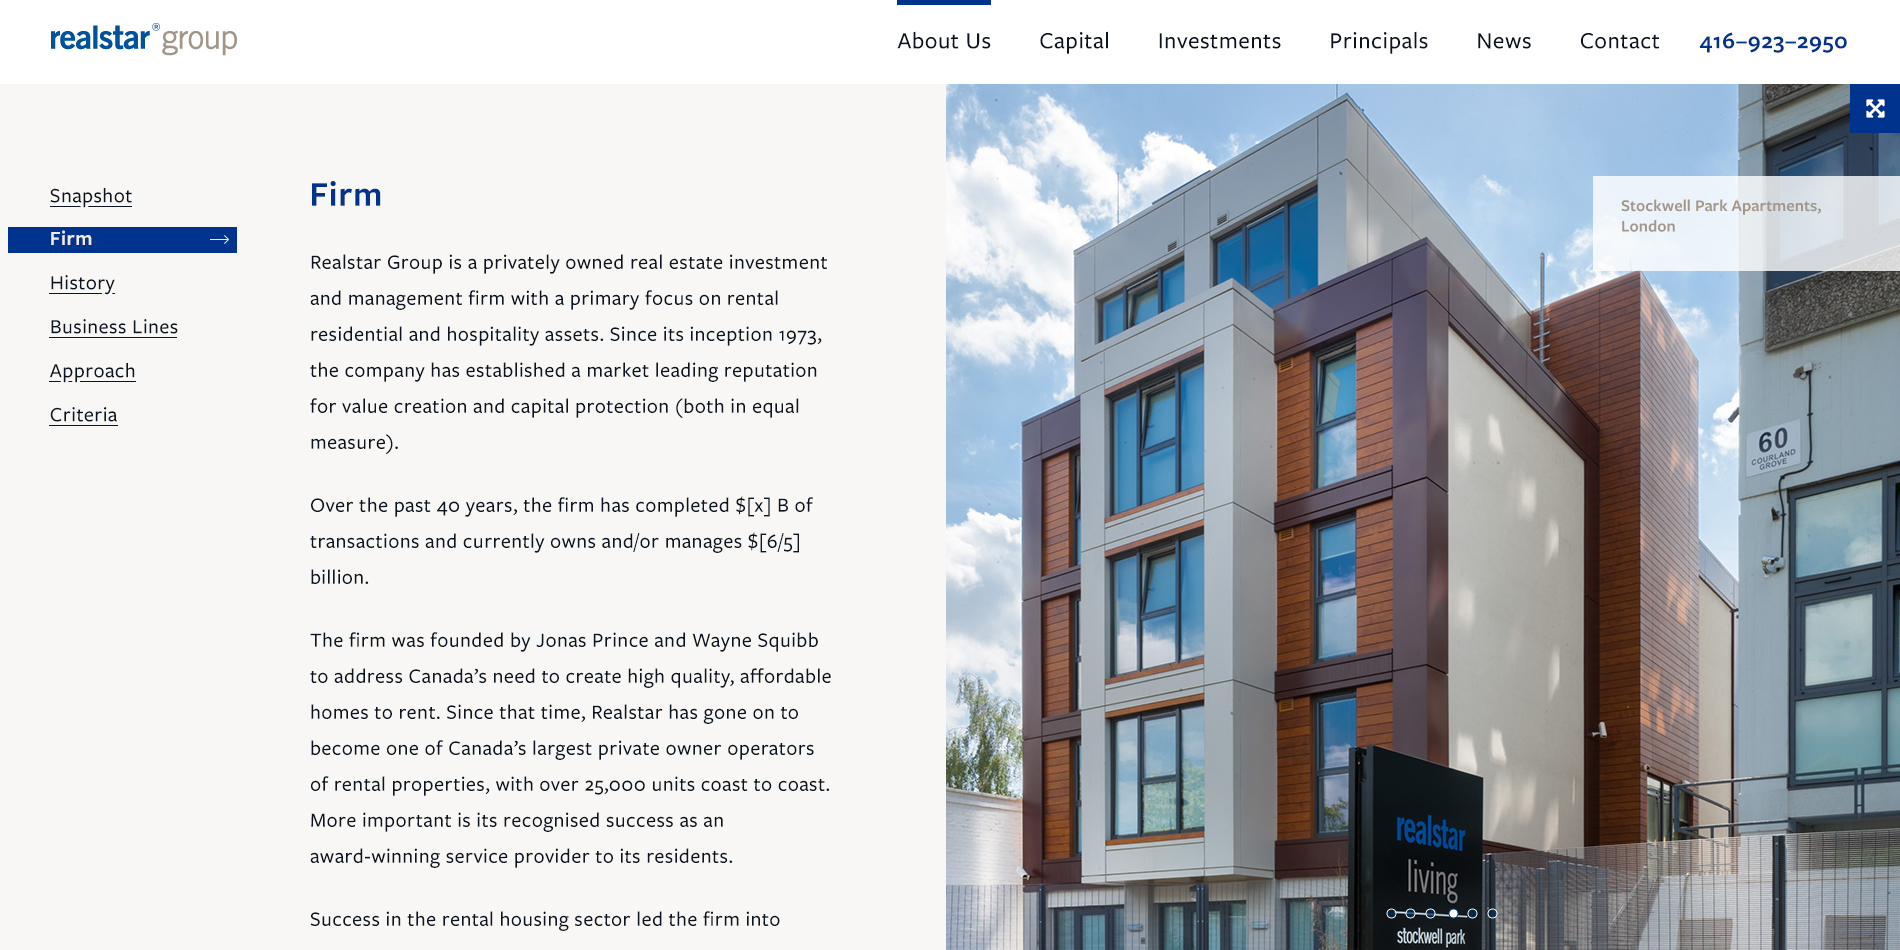 realstar® group
About Us
Capital
Investments
Principals
News
Contact
416–923–2950
Snapshot
Firm
History
Business Lines
Approach
Criteria
Firm
Realstar Group is a privately owned real estate investment
and management firm with a primary focus on rental
residential and hospitality assets. Since its inception 1973,
the company has established a market leading reputation
for value creation and capital protection (both in equal
measure).
Over the past 40 years, the firm has completed $[x] B of
transactions and currently owns and/or manages $[6/5]
billion.
The firm was founded by Jonas Prince and Wayne Squibb
to address Canada’s need to create high quality, affordable
homes to rent. Since that time, Realstar has gone on to
become one of Canada’s largest private owner operators
of rental properties, with over 25,000 units coast to coast.
More important is its recognised success as an
award-winning service provider to its residents.
Success in the rental housing sector led the firm into
Stockwell Park Apartments,
London
60
COURLAND
GROVE
realstar
living
stockwell park